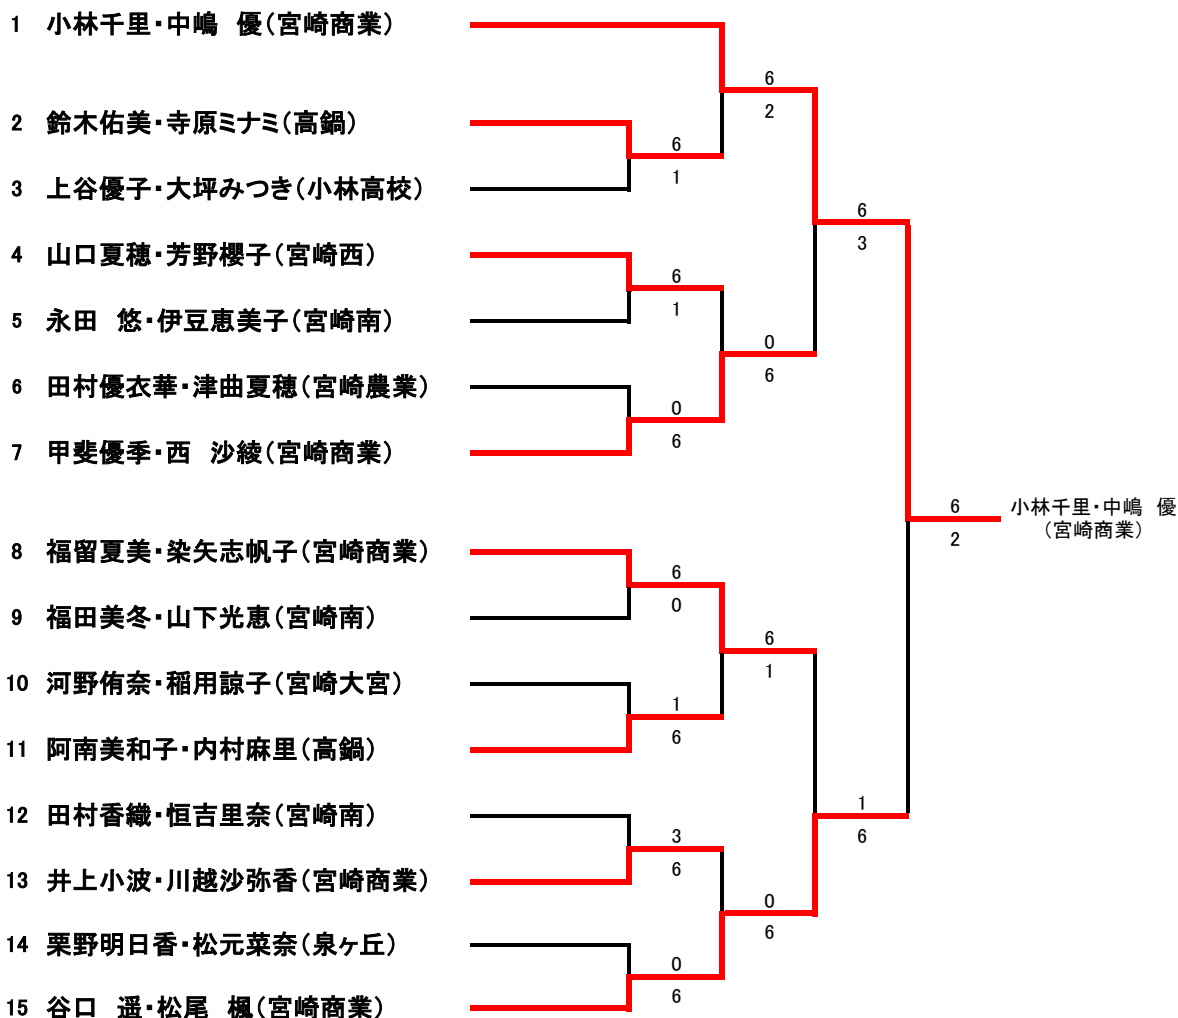 1 小林千里・中嶋　優(宮崎商業)
6
2
2 鈴木佑美・寺原ミナミ(高鍋)
6
1
3 上谷優子・大坪みつき(小林高校)
6
3
4 山口夏穂・芳野櫻子(宮崎西)
6
1
5 永田　悠・伊豆恵美子(宮崎南)
0
6
6 田村優衣華・津曲夏穂(宮崎農業)
0
6
7 甲斐優季・西　沙綾(宮崎商業)
6
2
小林千里・中嶋　優
(宮崎商業)
8 福留夏美・染矢志帆子(宮崎商業)
6
0
9 福田美冬・山下光恵(宮崎南)
6
1
10 河野侑奈・稲用諒子(宮崎大宮)
1
6
11 阿南美和子・内村麻里(高鍋)
1
6
12 田村香織・恒吉里奈(宮崎南)
3
6
13 井上小波・川越沙弥香(宮崎商業)
0
6
14 栗野明日香・松元菜奈(泉ヶ丘)
0
6
15 谷口　遥・松尾　楓(宮崎商業)